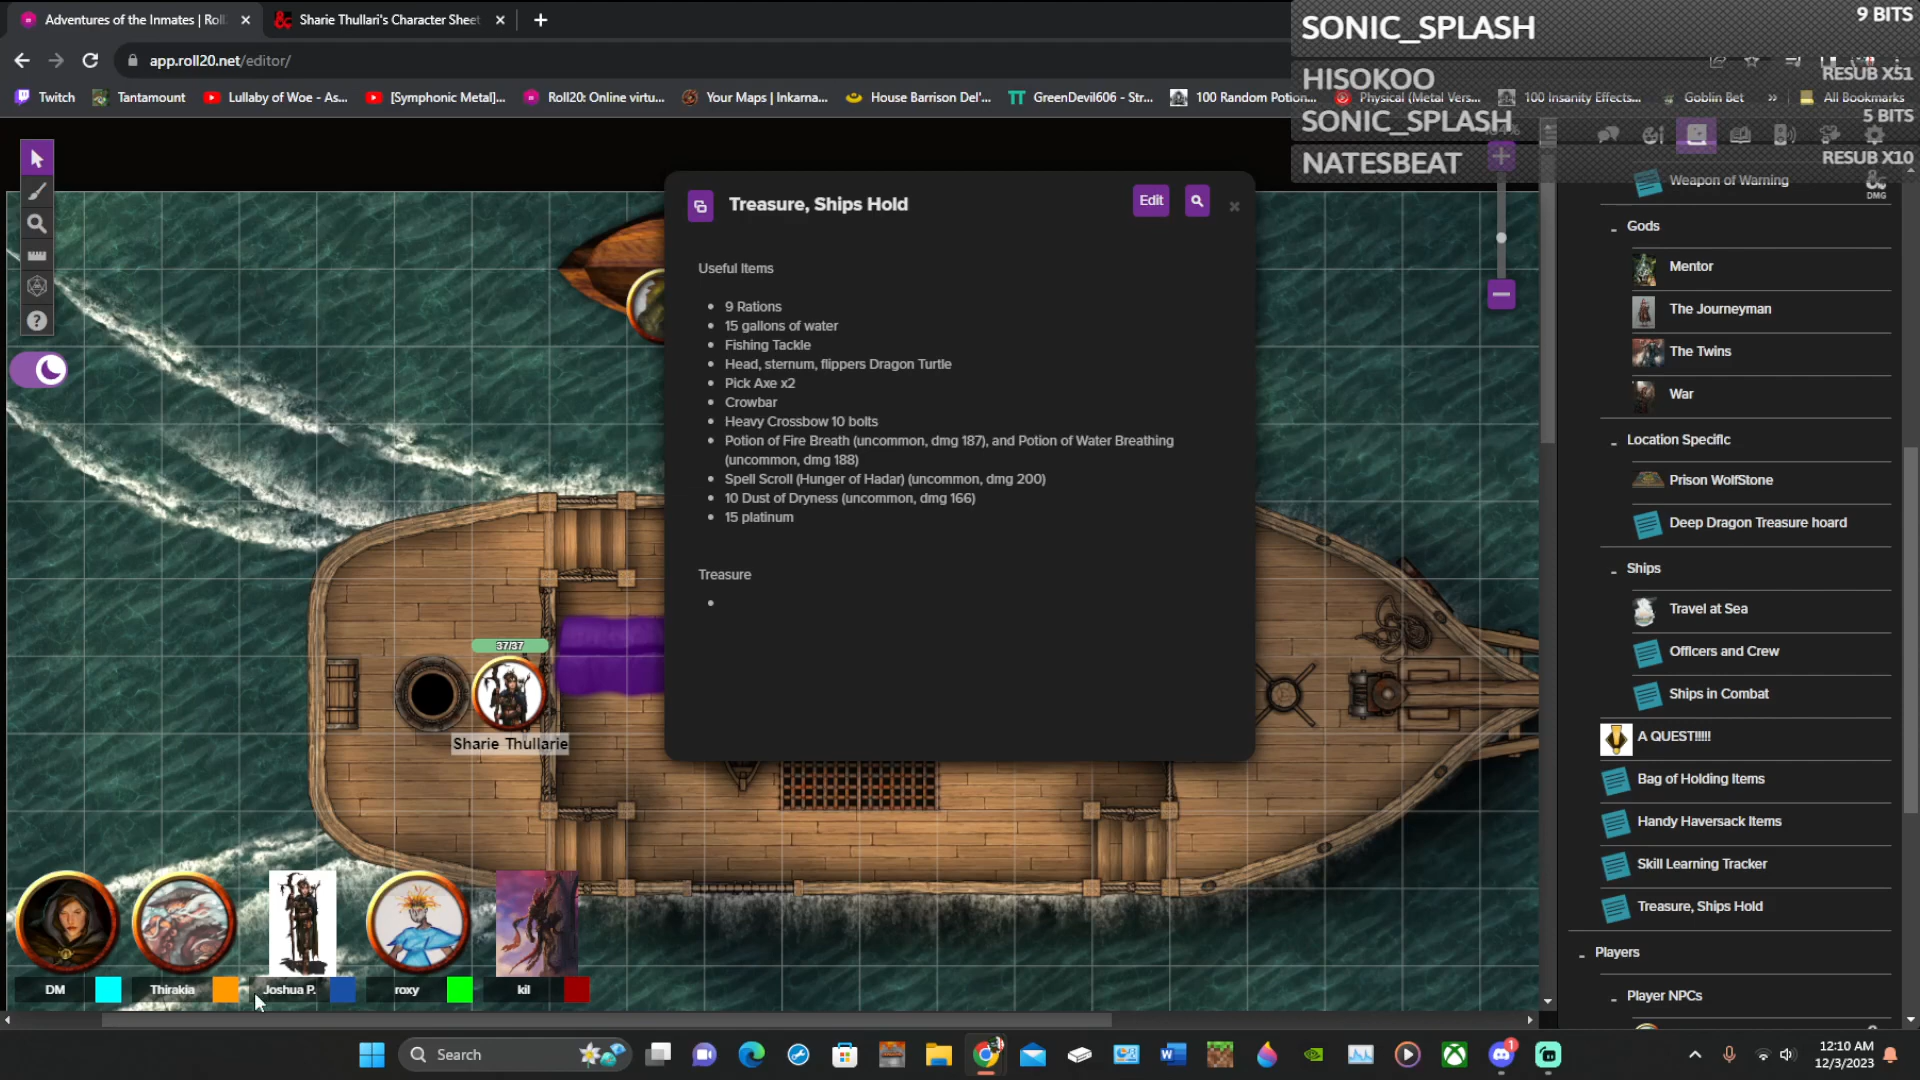 Adventures of the Inmates | Roll
Sharie Thullari's Character Sheet
SONIC_SPLASH
9 BITS
app.roll20.net/editor/
HISOKOO
RESUB X51
Twitch
Tantamount
Lullaby of Woe - As...
[Symphonic Metal]...
Roll20: Online virtu...
Your Maps | Inkarna...
House Barrison Del'...
GreenDevil606 - Str...
100 Random Potion...
Physical (Metal Vers...
100 Insanity Effects...
Goblin Bet
»
All Bookmarks
SONIC_SPLASH
5 BITS
NATESBEAT
RESUB X10
Weapon of Warning
DMG
Treasure, Ships Hold
Edit
Useful Items
• 9 Rations
• 15 gallons of water
• Fishing Tackle
• Head, sternum, flippers Dragon Turtle
• Pick Axe x2
• Crowbar
• Heavy Crossbow 10 bolts
• Potion of Fire Breath (uncommon, dmg 187), and Potion of Water Breathing
(uncommon, dmg 188)
• Spell Scroll (Hunger of Hadar) (uncommon, dmg 200)
• 10 Dust of Dryness (uncommon, dmg 166)
• 15 platinum
Treasure
•
37/37
Sharie Thullarie
Gods
Mentor
The Journeyman
The Twins
War
Location Specific
Prison WolfStone
Deep Dragon Treasure hoard
Ships
Travel at Sea
Officers and Crew
Ships in Combat
A QUEST!!!!!
Bag of Holding Items
Handy Haversack Items
Skill Learning Tracker
Treasure, Ships Hold
Players
Player NPCs
DM
Thirakia
Joshua P.
roxy
kil
Search
1
12:10 AM
12/3/2023